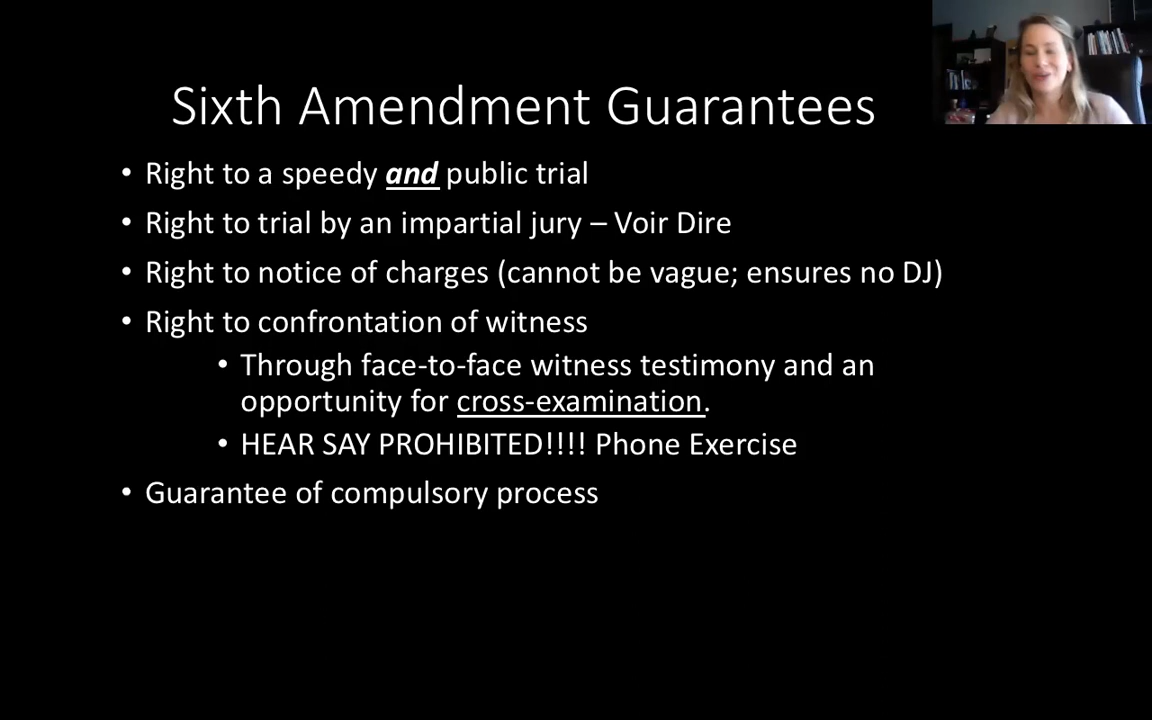 Sixth Amendment Guarantees
• Right to a speedy and public trial
• Right to trial by an impartial jury – Voir Dire
• Right to notice of charges (cannot be vague; ensures no DJ)
• Right to confrontation of witness
• Through face-to-face witness testimony and an
opportunity for cross-examination.
• HEAR SAY PROHIBITED!!!! Phone Exercise
• Guarantee of compulsory process